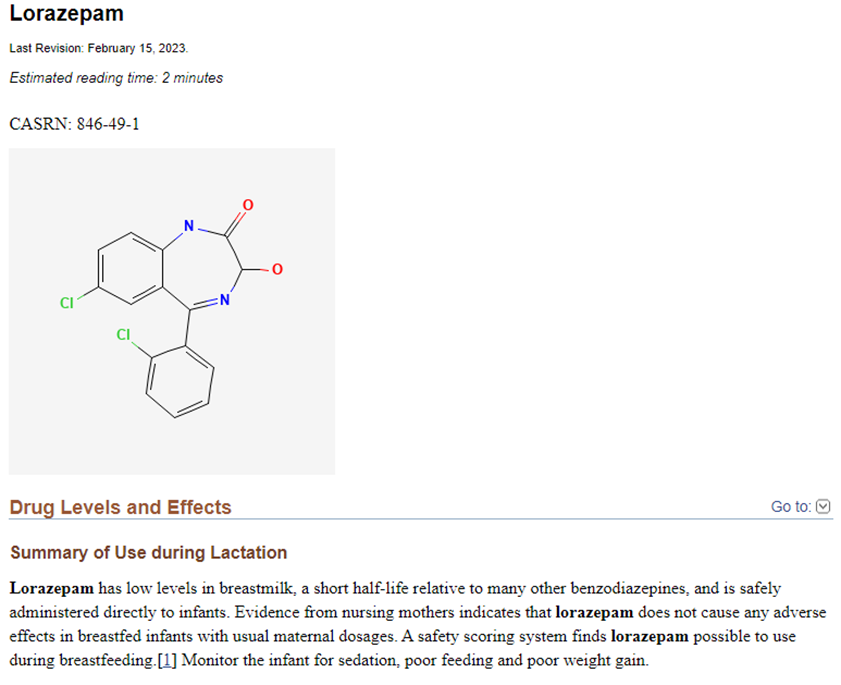 Lorazepam
Last Revision: February 15, 2023.
Estimated reading time: 2 minutes
CASRN: 846-49-1
O
N
O
N
Cl
Cl
Drug Levels and Effects
Go to:
Summary of Use during Lactation
Lorazepam has low levels in breastmilk, a short half-life relative to many other benzodiazepines, and is safely
administered directly to infants. Evidence from nursing mothers indicates that lorazepam does not cause any adverse
effects in breastfed infants with usual maternal dosages. A safety scoring system finds lorazepam possible to use
during breastfeeding.[1] Monitor the infant for sedation, poor feeding and poor weight gain.